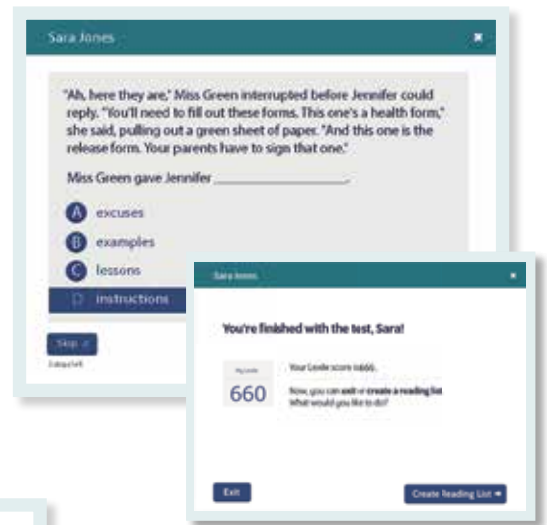 Sara Jones
"Ah, here they are," Miss Green interrupted before Jennifer could
reply. "You'll need to fill out these forms. This one's a health form,"
she said, pulling out a green sheet of paper. "And this one is the
release form. Your parents have to sign that one."
Miss Green gave Jennifer ____________________.
A excuses
B examples
C lessons
D instructions
Skip
Sara Jones
You're finished with the test, Sara!
Your Lexile score is 660.
660
Now, you can exit or create a reading list
What would you like to do?
Exit
Create Reading List